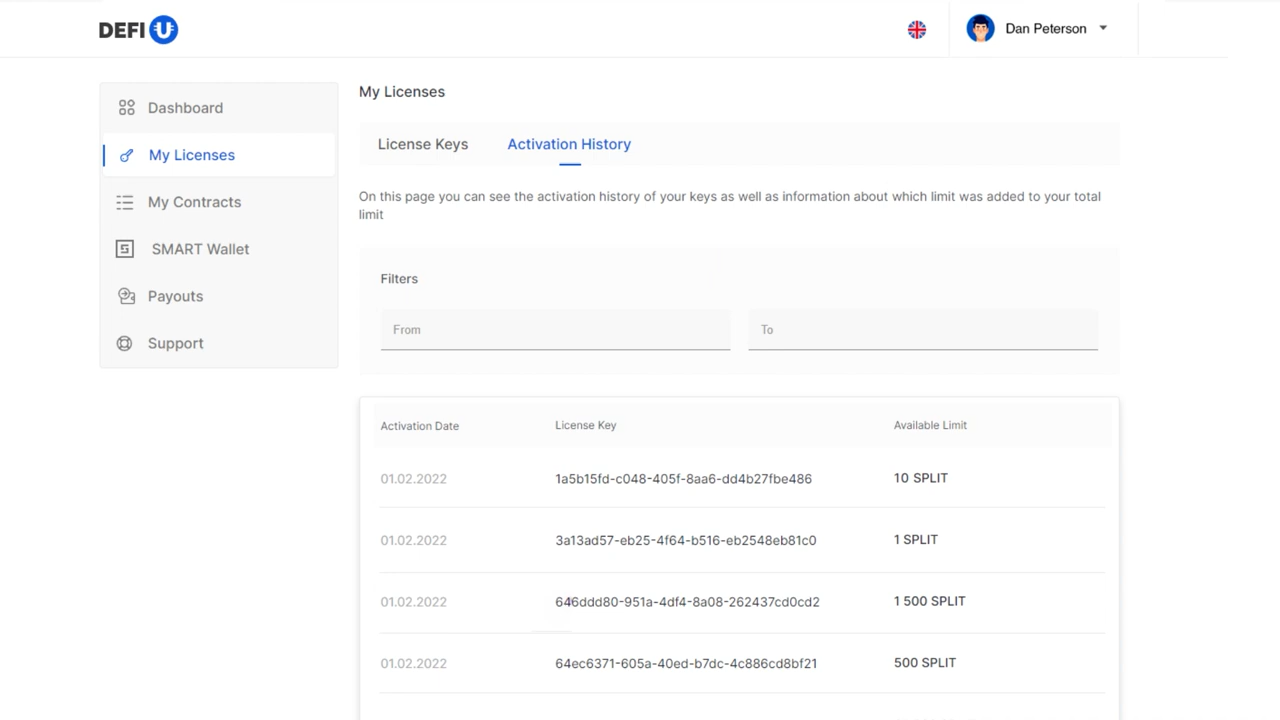 DEFI U
Dan Peterson
Dashboard
My Licenses
My Contracts
SMART Wallet
Payouts
Support
My Licenses
License Keys Activation History
On this page you can see the activation history of your keys as well as information about which limit was added to your total
limit
Filters
From To
Activation Date License Key Available Limit
01.02.2022 1a5b15fd-c048-405f-8aa6-dd4b27fbe486 10 SPLIT
01.02.2022 3a13ad57-eb25-4f64-b516-eb2548eb81c0 1 SPLIT
01.02.2022 646ddd80-951a-4df4-8a08-262437cd0cd2 1 500 SPLIT
01.02.2022 64ec6371-605a-40ed-b7dc-4c886cd8bf21 500 SPLIT